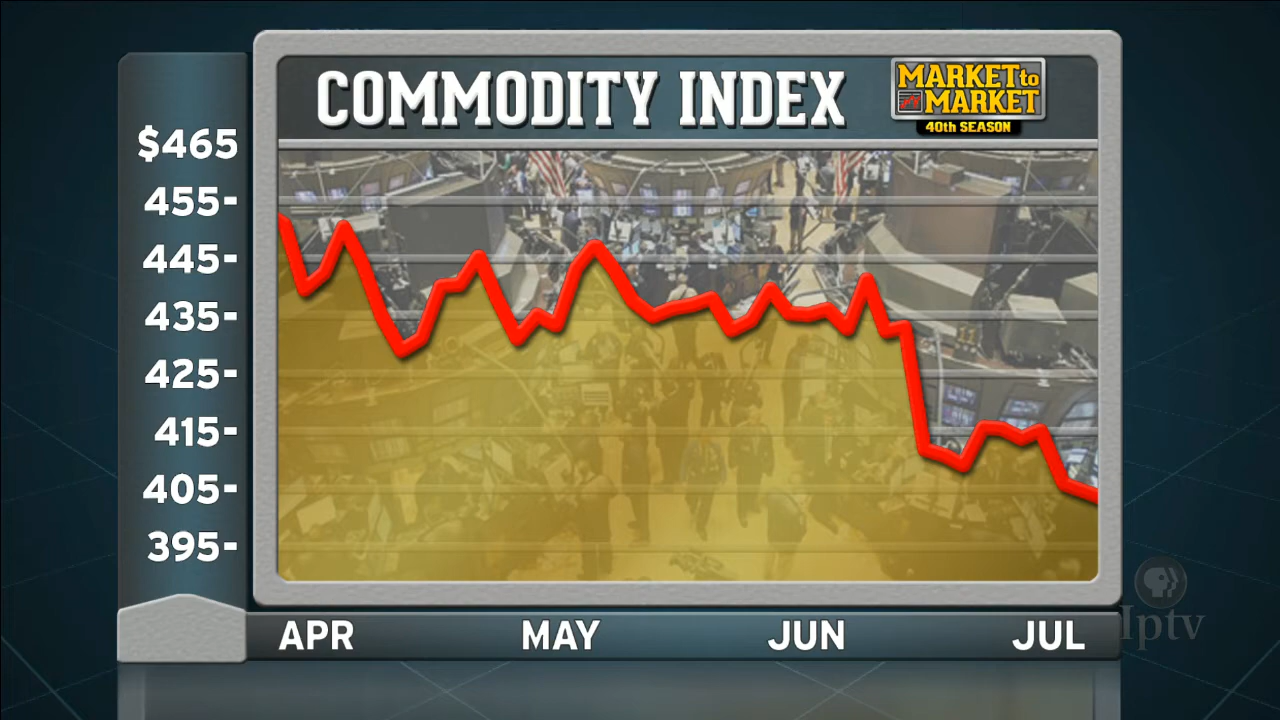 COMMODITY INDEX
MARKET to
MARKET
40th SEASON
$465
455-
445-
435-
425-
415-
405-
395-
APR MAY JUN JUL
Iptv